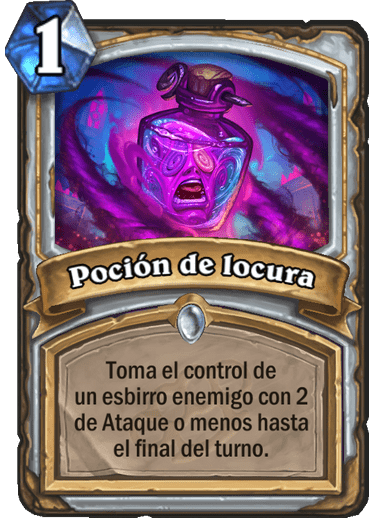 1
Poción de locura
Toma el control de
un esbirro enemigo con 2
de Ataque o menos hasta
el final del turno.